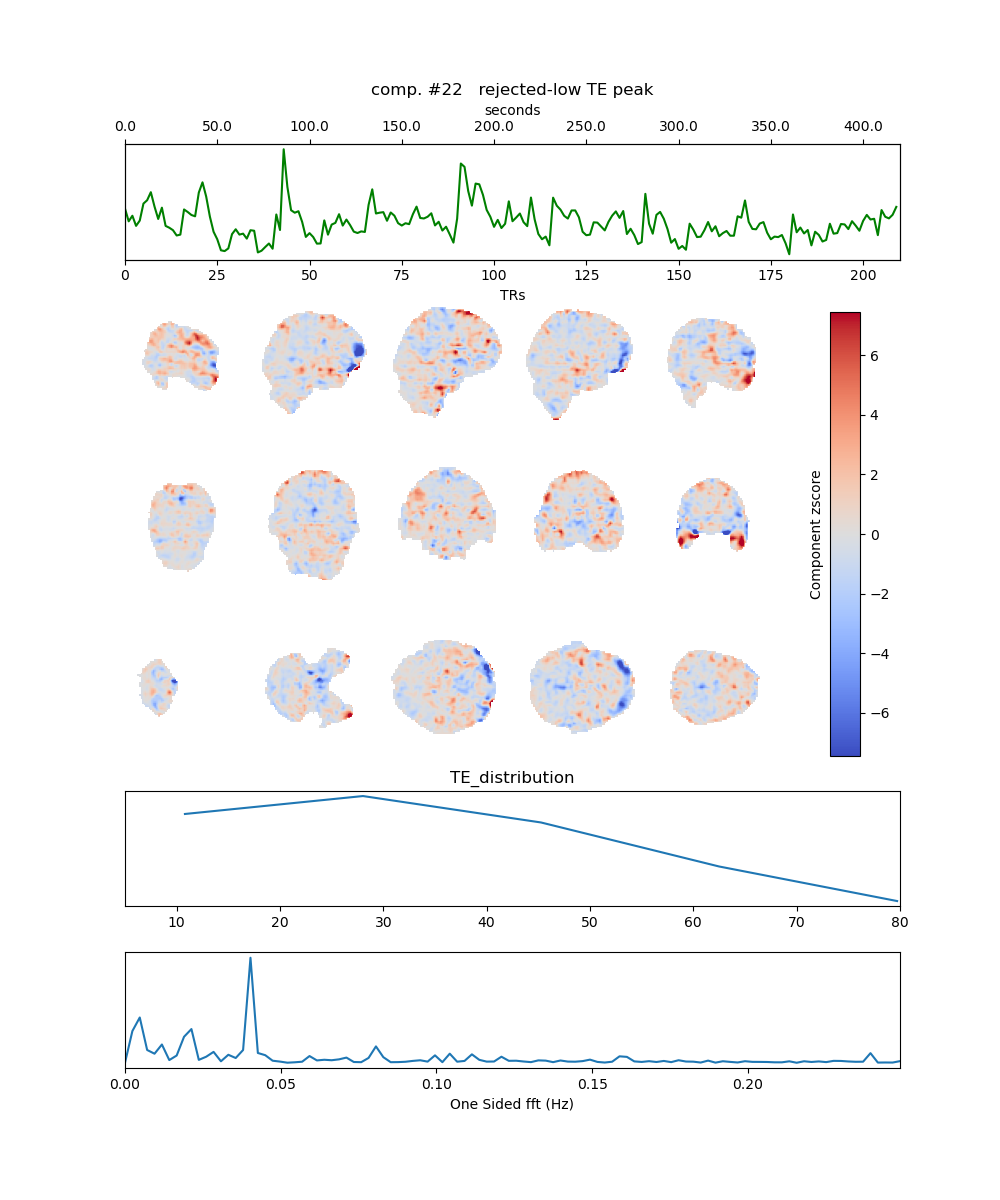 comp. #22   rejected-low TE peak
seconds
0.0 50.0 100.0 150.0 200.0 250.0 300.0 350.0 400.0
0 25 50 75 100 125 150 175 200
TRs
6
4
2
0
−2
−4
−6
Component zscore
TE_distribution
10 20 30 40 50 60 70 80
0.00 0.05 0.10 0.15 0.20
One Sided fft (Hz)